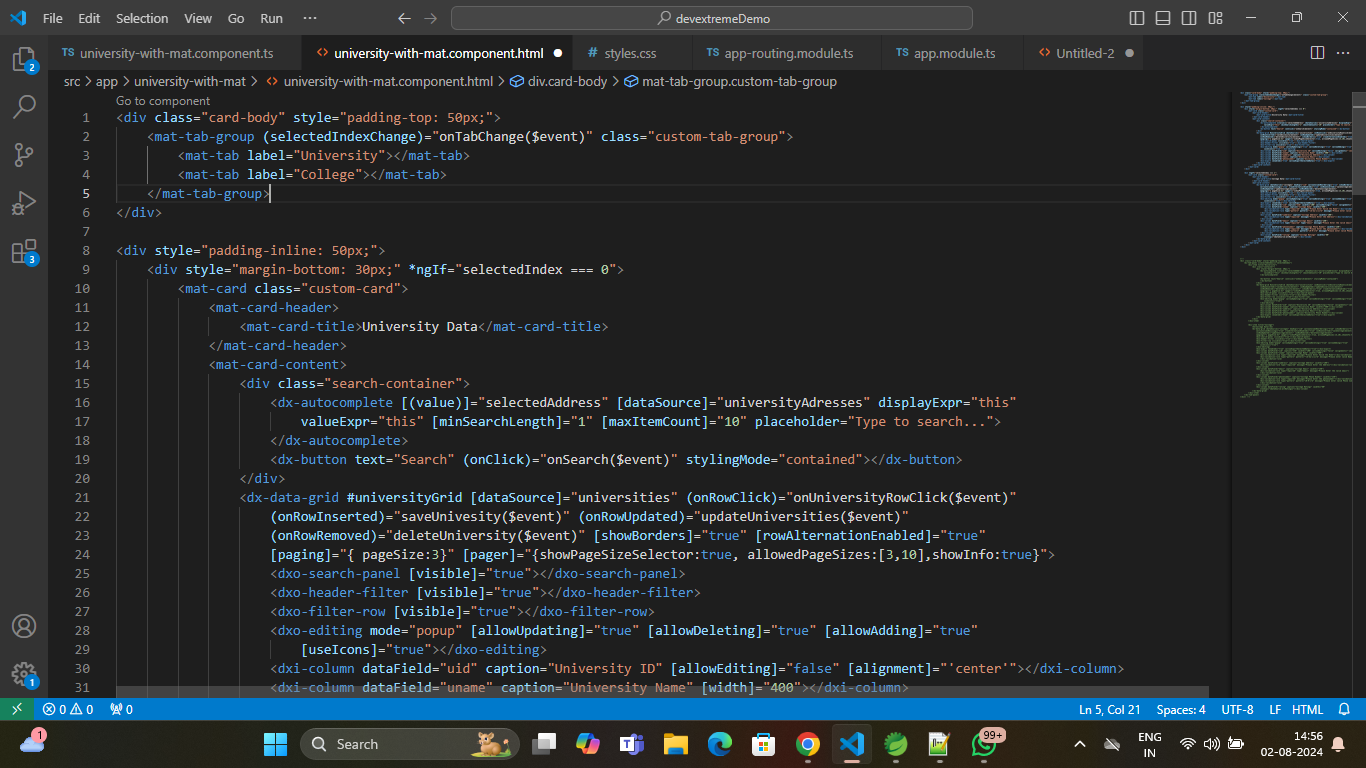 File Edit Selection View Go Run ··· devextremeDemo
TS university-with-mat.component.ts <> university-with-mat.component.html ● # styles.css TS app-routing.module.ts TS app.module.ts <> Untitled-2 ●
src > app > university-with-mat > <> university-with-mat.component.html > div.card-body > mat-tab-group.custom-tab-group
Go to component
1 <div class="card-body" style="padding-top: 50px;">
2 <mat-tab-group (selectedIndexChange)="onTabChange($event)" class="custom-tab-group">
3 <mat-tab label="University"></mat-tab>
4 <mat-tab label="College"></mat-tab>
5 </mat-tab-group>
6 </div>
7
8 <div style="padding-inline: 50px;">
9 <div style="margin-bottom: 30px;" *ngIf="selectedIndex === 0">
10 <mat-card class="custom-card">
11 <mat-card-header>
12 <mat-card-title>University Data</mat-card-title>
13 </mat-card-header>
14 <mat-card-content>
15 <div class="search-container">
16 <dx-autocomplete [(value)]="selectedAddress" [dataSource]="universityAdresses" displayExpr="this"
17 valueExpr="this" [minSearchLength]="1" [maxItemCount]="10" placeholder="Type to search...">
18 </dx-autocomplete>
19 <dx-button text="Search" (onClick)="onSearch($event)" stylingMode="contained"></dx-button>
20 </div>
21 <dx-data-grid #universityGrid [dataSource]="universities" (onRowClick)="onUniversityRowClick($event)"
22 (onRowInserted)="saveUnivesity($event)" (onRowUpdated)="updateUniversities($event)"
23 (onRowRemoved)="deleteUniversity($event)" [showBorders]="true" [rowAlternationEnabled]="true"
24 [paging]="{ pageSize:3}" [pager]="{showPageSizeSelector:true, allowedPageSizes:[3,10],showInfo:true}">
25 <dxo-search-panel [visible]="true"></dxo-search-panel>
26 <dxo-header-filter [visible]="true"></dxo-header-filter>
27 <dxo-filter-row [visible]="true"></dxo-filter-row>
28 <dxo-editing mode="popup" [allowUpdating]="true" [allowDeleting]="true" [allowAdding]="true"
29 [useIcons]="true"></dxo-editing>
30 <dxi-column dataField="uid" caption="University ID" [allowEditing]="false" [alignment]="'center'"></dxi-column>
31 <dxi-column dataField="uname" caption="University Name" [width]="400"></dxi-column>
2
3
1
0 0 0 Ln 5, Col 21 Spaces: 4 UTF-8 LF HTML
1 Search 99+ ENG
IN 14:56
02-08-2024